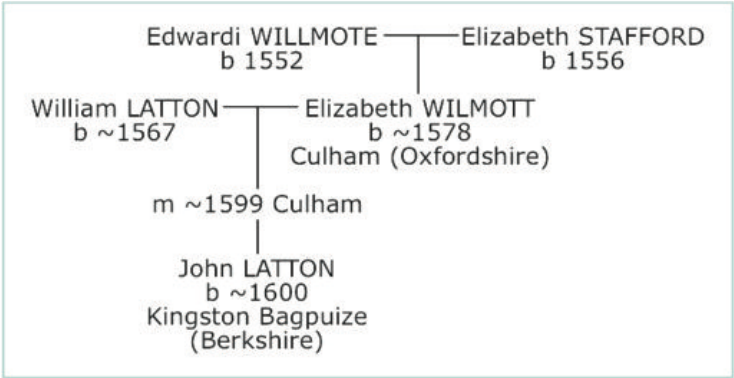 Edwardi WILLMOTE Elizabeth STAFFORD
b 1552 b 1556
William LATTON Elizabeth WILMOTT
b ~1567 b ~1578
Culham (Oxfordshire)
m ~1599 Culham
John LATTON
b ~1600
Kingston Bagpuize
(Berkshire)